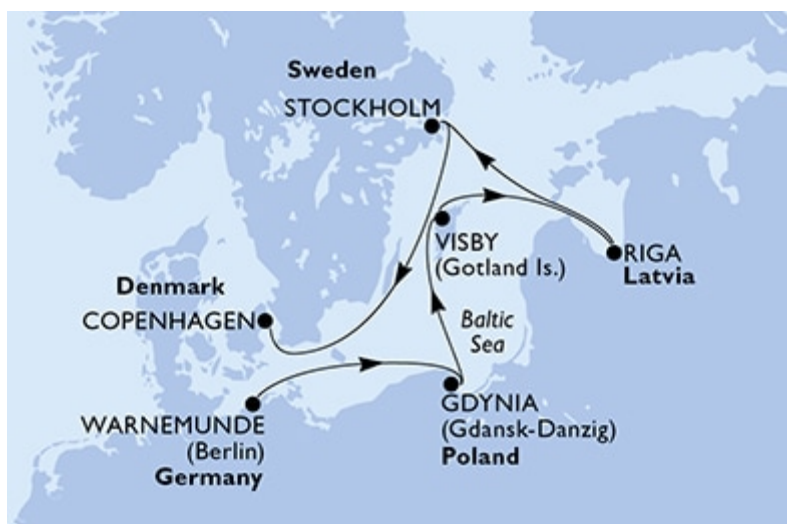 Sweden
STOCKHOLM
VISBY
(Gotland Is.)
RIGA
Latvia
Denmark
COPENHAGEN
Baltic
Sea
WARNEMUNDE
(Berlin)
Germany
GDYNIA
(Gdansk-Danzig)
Poland